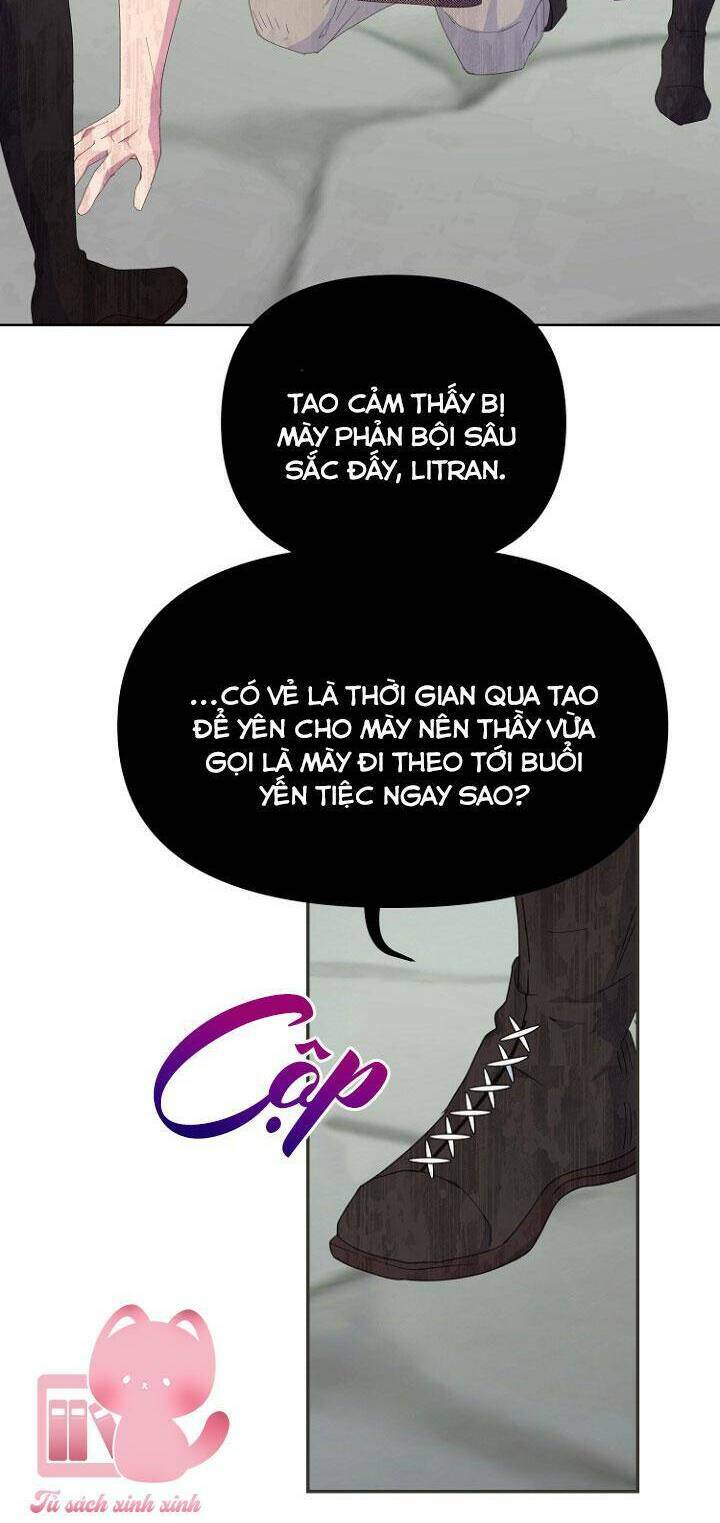 TAO CẢM THẤY BỊ
MÀY PHẢN BỘI SÂU
SẮC ĐẤY, LITRAN.
...CÓ VẺ LÀ THỜI GIAN QUA TAO
ĐỂ YÊN CHO MÀY NÊN THẦY VỪA
GỌI LÀ MÀY ĐI THEO TỚI BUỔI
YẾN TIỆC NGAY SAO?
Cộp
Tủ sách xinh xinh